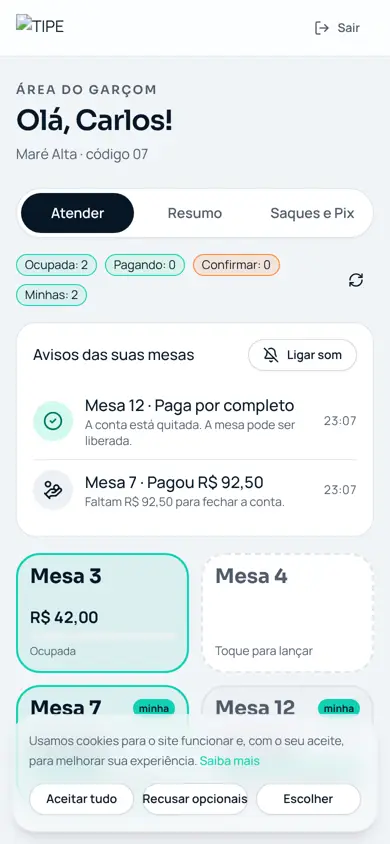 TIPE
Sair
ÁREA DO GARÇOM
Olá, Carlos!
Maré Alta · código 07
Atender
Resumo
Saques e Pix
Ocupada: 2
Pagando: 0
Confirmar: 0
Minhas: 2
Avisos das suas mesas
Ligar som
Mesa 12 · Paga por completo
A conta está quitada. A mesa pode ser
liberada.
23:07
Mesa 7 · Pagou R$ 92,50
Faltam R$ 92,50 para fechar a conta.
23:07
Mesa 3
R$ 42,00
Ocupada
Mesa 4
Toque para lançar
Mesa 7
minha
Mesa 12
minha
Usamos cookies para o site funcionar e, com o seu aceite,
para melhorar sua experiência. Saiba mais
Aceitar tudo
Recusar opcionais
Escolher